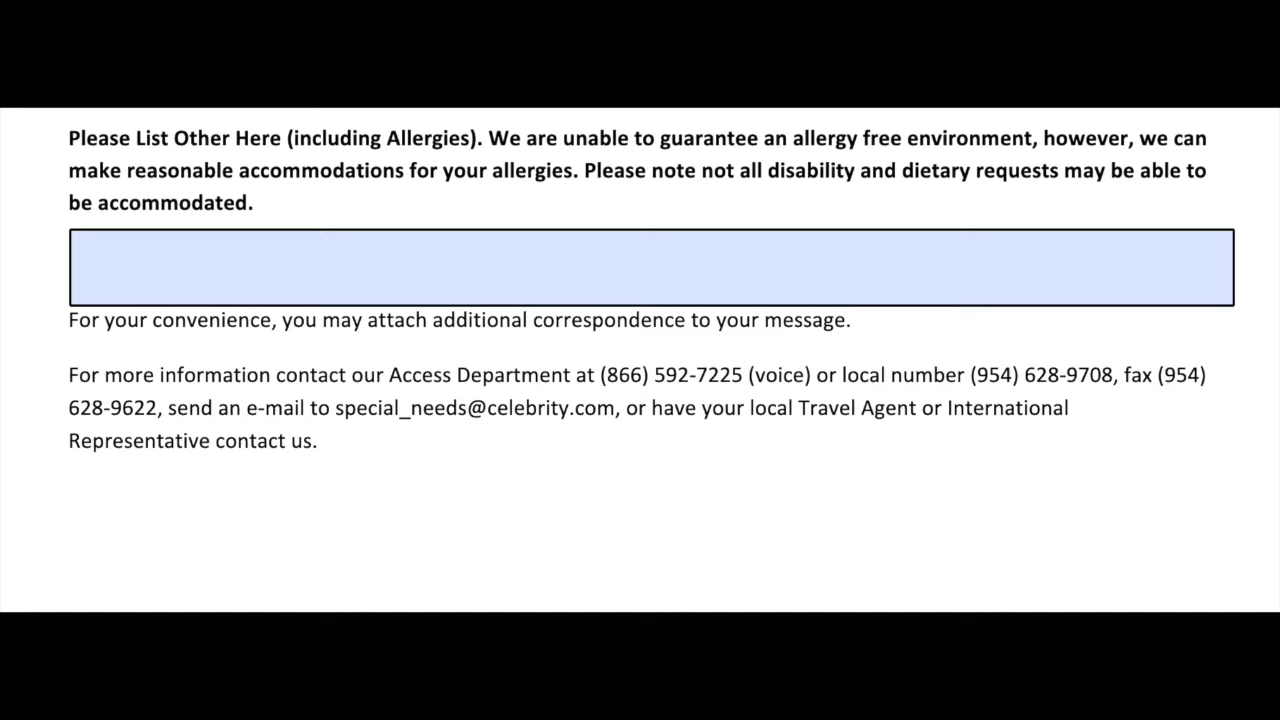 Please List Other Here (including Allergies). We are unable to guarantee an allergy free environment, however, we can
make reasonable accommodations for your allergies. Please note not all disability and dietary requests may be able to
be accommodated.
For your convenience, you may attach additional correspondence to your message.
For more information contact our Access Department at (866) 592-7225 (voice) or local number (954) 628-9708, fax (954)
628-9622, send an e-mail to special_needs@celebrity.com, or have your local Travel Agent or International
Representative contact us.